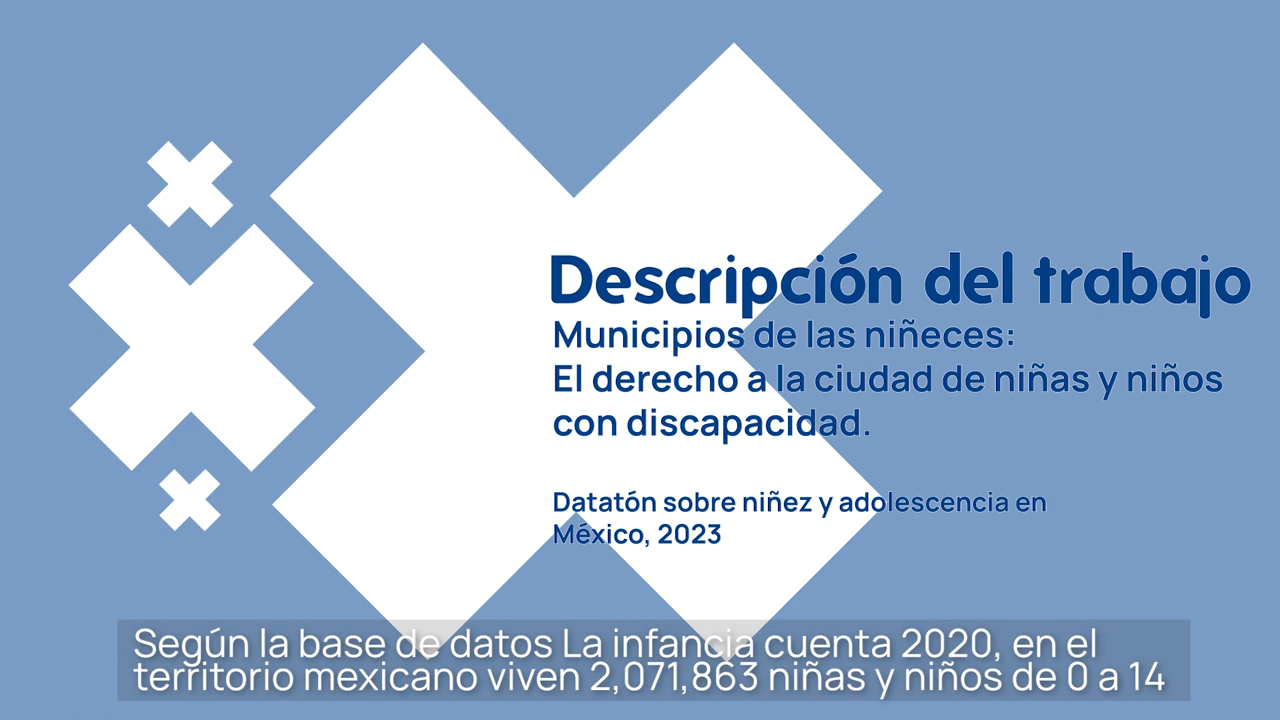 Descripción del trabajo
Municipios de las niñeces:
El derecho a la ciudad de niñas y niños
con discapacidad.
Datatón sobre niñez y adolescencia en
México, 2023
Según la base de datos La infancia cuenta 2020, en el
territorio mexicano viven 2,071,863 niñas y niños de 0 a 14